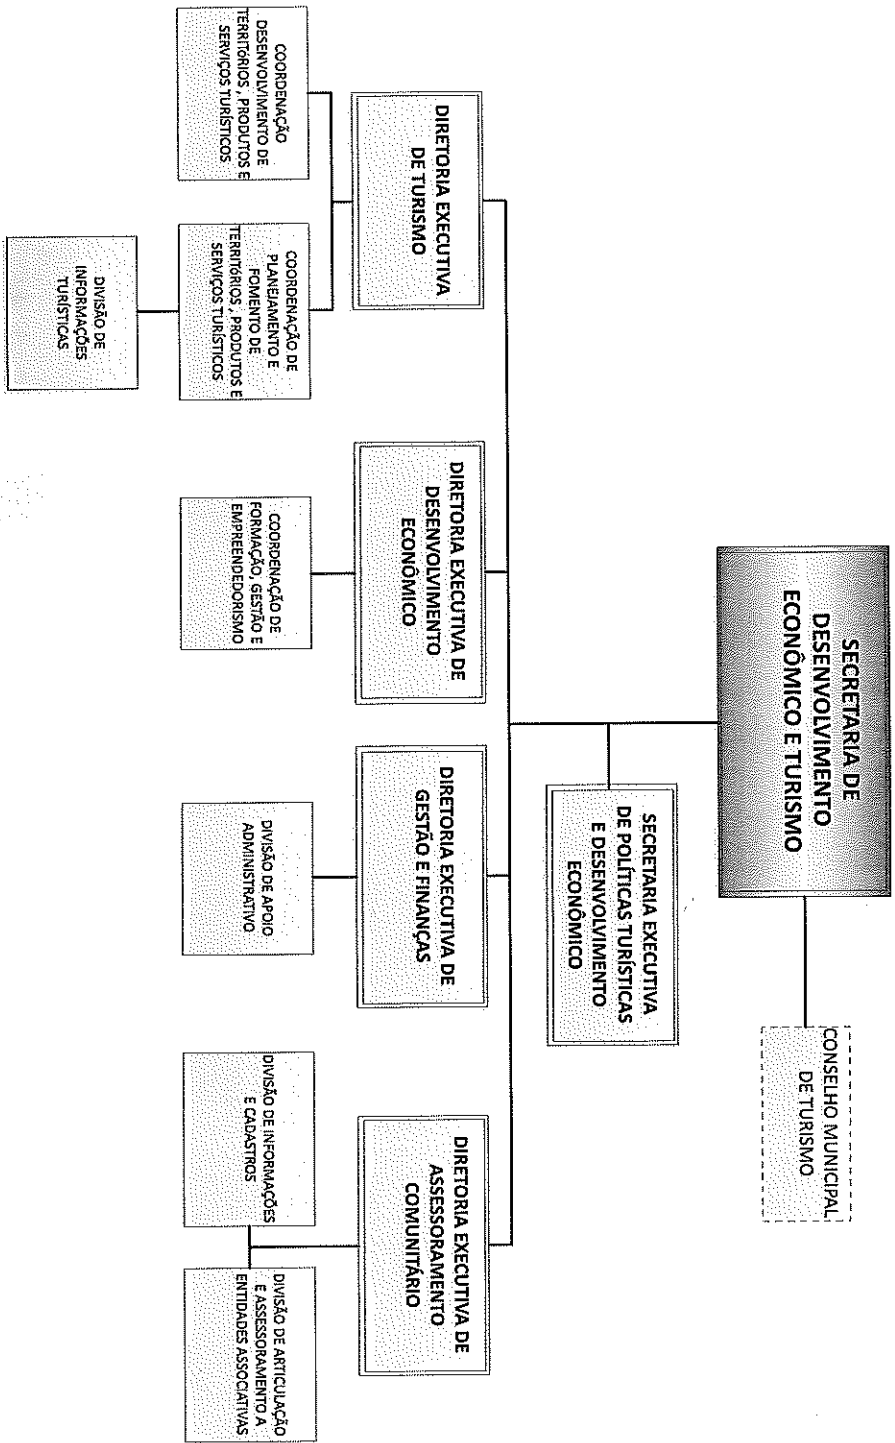 SECRETARIA DE
DESENVOLVIMENTO
ECONÔMICO E TURISMO
CONSELHO MUNICIPAL
DE TURISMO
SECRETARIA EXECUTIVA
DE POLÍTICAS TURÍSTICAS
E DESENVOLVIMENTO
ECONÔMICO
DIRETORIA EXECUTIVA
DE TURISMO
DIRETORIA EXECUTIVA DE
DESENVOLVIMENTO
ECONÔMICO
DIRETORIA EXECUTIVA DE
GESTÃO E FINANÇAS
DIRETORIA EXECUTIVA DE
ASSESSORAMENTO
COMUNITÁRIO
COORDENAÇÃO
DESENVOLVIMENTO DE
TERRITÓRIOS , PRODUTOS E
SERVIÇOS TURÍSTICOS
COORDENAÇÃO DE
PLANEJAMENTO E
FOMENTO DE
TERRITÓRIOS , PRODUTOS E
SERVIÇOS TURÍSTICOS
COORDENAÇÃO DE
FORMAÇÃO, GESTÃO E
EMPREENDEDORISMO
DIVISÃO DE APOIO
ADMINISTRATIVO
DIVISÃO DE INFORMAÇÕES
E CADASTROS
DIVISÃO DE ARTICULAÇÃO
E ASSESSORAMENTO A
ENTIDADES ASSOCIATIVAS
DIVISÃO DE
INFORMAÇÕES
TURÍSTICAS